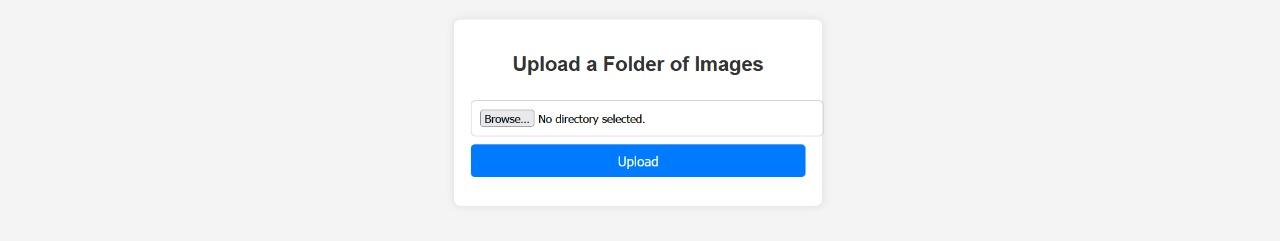 Upload a Folder of Images
Browse... No directory selected.
Upload